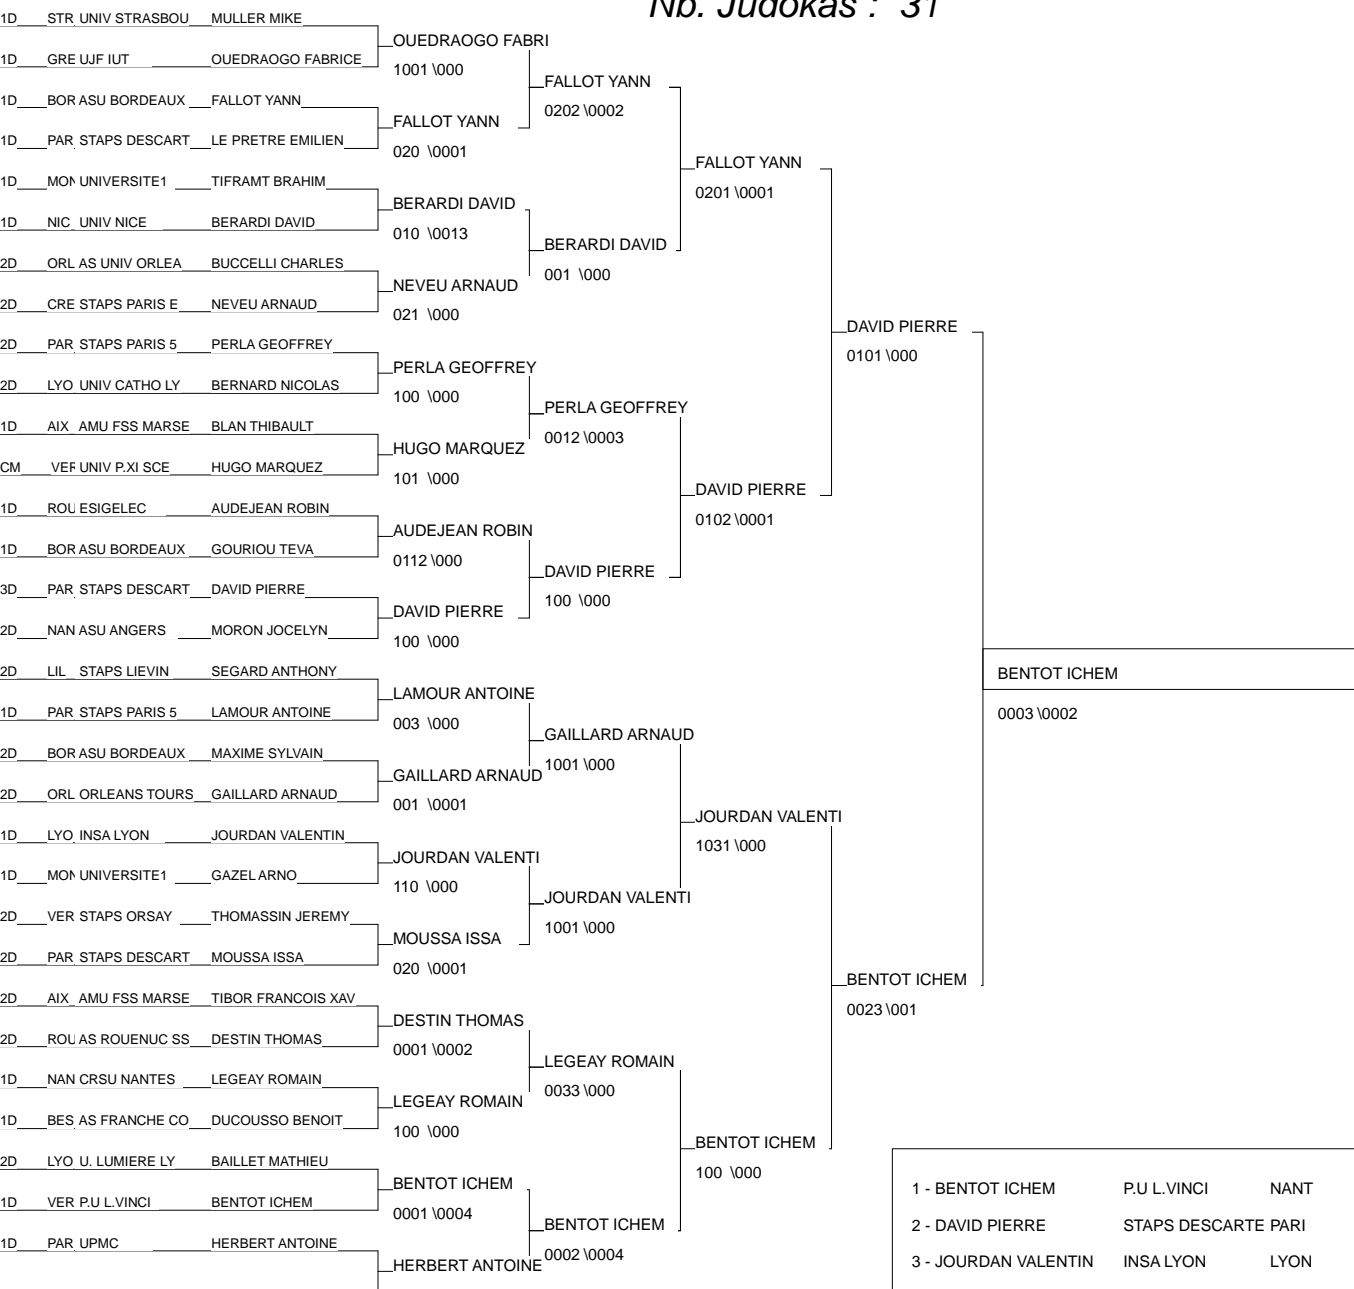 Nb. Judokas : 31
1D STR UNIV STRASBOU MULLER MIKE
OUEDRAOGO FABRI
1D GRE UJF IUT OUEDRAOGO FABRICE
1001 \000
FALLOT YANN
1D BOR ASU BORDEAUX FALLOT YANN
0202 \0002
FALLOT YANN
1D PAR STAPS DESCART LE PRETRE EMILIEN
020 \0001
FALLOT YANN
1D MON UNIVERSITE1 TIFRAMT BRAHIM
0201 \0001
BERARDI DAVID
1D NIC UNIV NICE BERARDI DAVID
010 \0013
BERARDI DAVID
2D ORL AS UNIV ORLEA BUCCELLI CHARLES
001 \000
NEVEU ARNAUD
2D CRE STAPS PARIS E NEVEU ARNAUD
021 \000
DAVID PIERRE
2D PAR STAPS PARIS 5 PERLA GEOFFREY
0101 \000
PERLA GEOFFREY
2D LYO UNIV CATHO LY BERNARD NICOLAS
100 \000
PERLA GEOFFREY
1D AIX AMU FSS MARSE BLAN THIBAULT
0012 \0003
HUGO MARQUEZ
CM VER UNIV P.XI SCE HUGO MARQUEZ
101 \000
DAVID PIERRE
1D ROU ESIGELEC AUDEJEAN ROBIN
0102 \0001
AUDEJEAN ROBIN
1D BOR ASU BORDEAUX GOURIOU TEVA
0112 \000
DAVID PIERRE
3D PAR STAPS DESCART DAVID PIERRE
100 \000
DAVID PIERRE
2D NAN ASU ANGERS MORON JOCELYN
100 \000
2D LIL STAPS LIEVIN SEGARD ANTHONY
BENTOT ICHEM
LAMOUR ANTOINE
1D PAR STAPS PARIS 5 LAMOUR ANTOINE
0003 \0002
003 \000
GAILLARD ARNAUD
2D BOR ASU BORDEAUX MAXIME SYLVAIN
1001 \000
GAILLARD ARNAUD
2D ORL ORLEANS TOURS GAILLARD ARNAUD
001 \0001
JOURDAN VALENTI
1D LYO INSA LYON JOURDAN VALENTIN
1031 \000
JOURDAN VALENTI
1D MON UNIVERSITE1 GAZEL ARNO
110 \000
JOURDAN VALENTI
2D VER STAPS ORSAY THOMASSIN JEREMY
1001 \000
MOUSSA ISSA
2D PAR STAPS DESCART MOUSSA ISSA
020 \0001
BENTOT ICHEM
2D AIX AMU FSS MARSE TIBOR FRANCOIS XAV
0023 \001
DESTIN THOMAS
2D ROU AS ROUENUC SS DESTIN THOMAS
0001 \0002
LEGEAY ROMAIN
1D NAN CRSU NANTES LEGEAY ROMAIN
0033 \000
LEGEAY ROMAIN
1D BES AS FRANCHE CO DUCOUSSO BENOIT
100 \000
BENTOT ICHEM
2D LYO U. LUMIERE LY BAILLET MATHIEU
100 \000
BENTOT ICHEM
1 - BENTOT ICHEM P.U L.VINCI NANT
1D VER P.U L.VINCI BENTOT ICHEM
0001 \0004
BENTOT ICHEM
2 - DAVID PIERRE STAPS DESCARTE PARI
1D PAR UPMC HERBERT ANTOINE
0002 \0004
3 - JOURDAN VALENTIN INSA LYON LYON
HERBERT ANTOINE